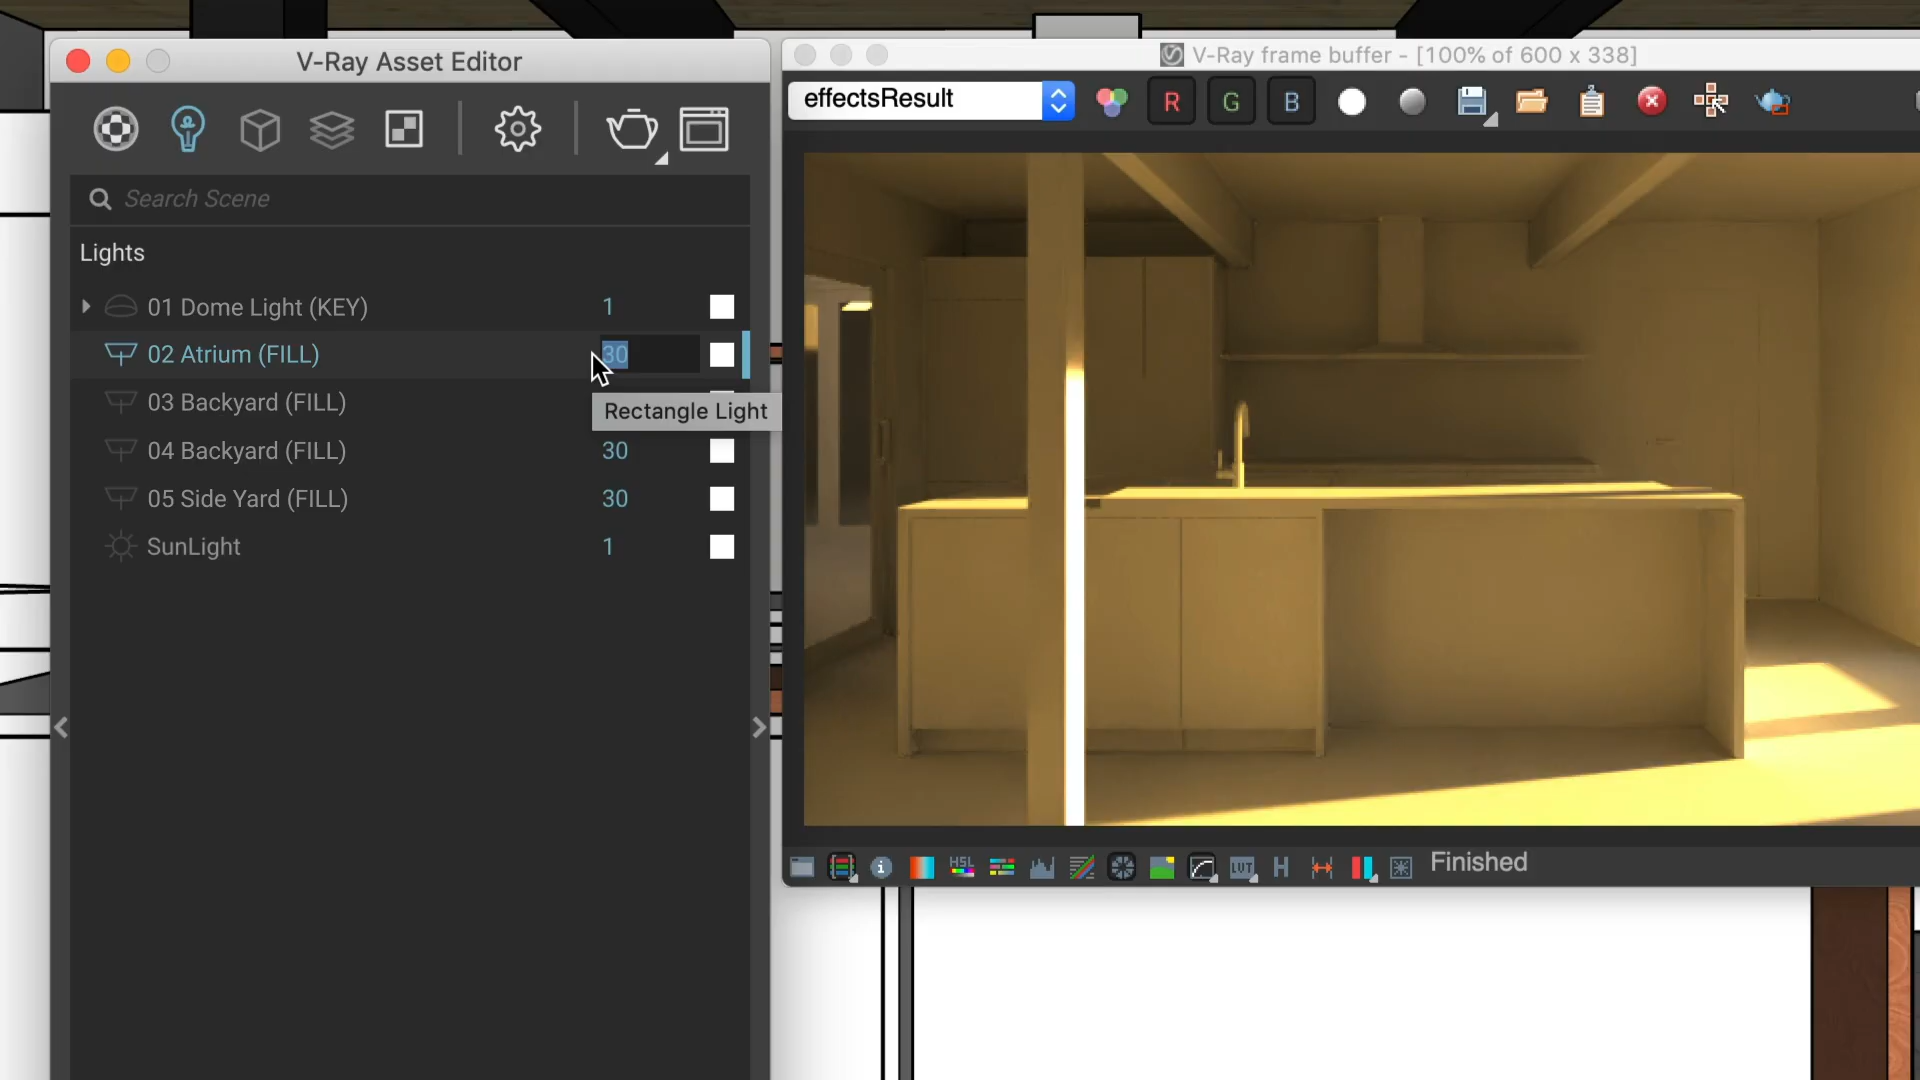 V-Ray Asset Editor
Search Scene
Lights
01 Dome Light (KEY) 1
02 Atrium (FILL) 30
03 Backyard (FILL)
Rectangle Light
04 Backyard (FILL) 30
05 Side Yard (FILL) 30
SunLight 1
V-Ray frame buffer - [100% of 600 x 338]
effectsResult R G B
HSL LUT H Finished